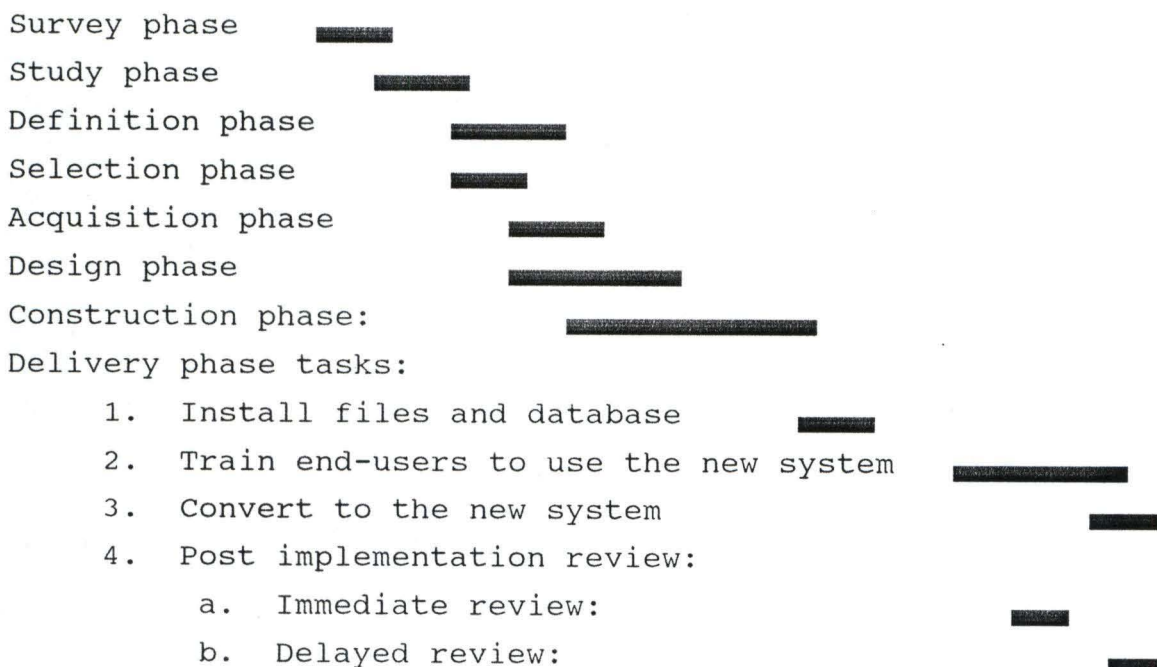 Survey phase
Study phase
Definition phase
Selection phase
Acquisition phase
Design phase
Construction phase:
Delivery phase tasks:
1. Install files and database
2. Train end-users to use the new system
3. Convert to the new system
4. Post implementation review:
a. Immediate review:
b. Delayed review: